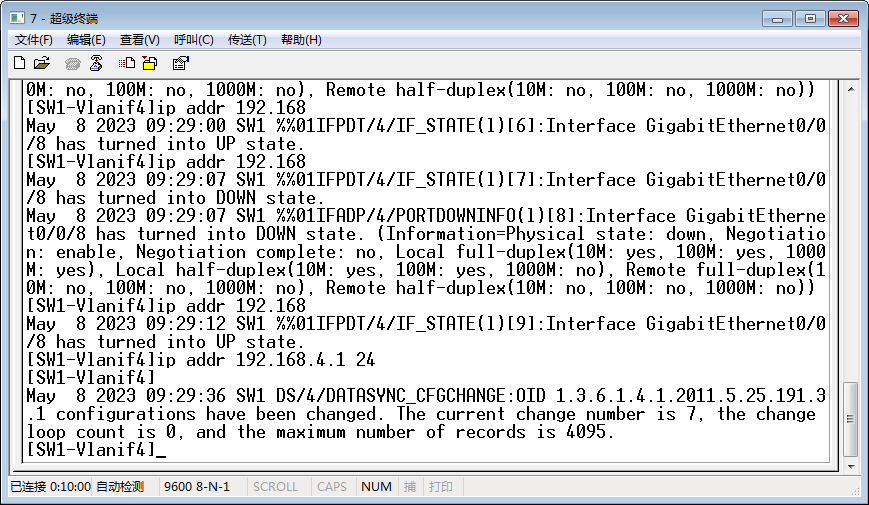 7 - 超级终端
文件(F) 编辑(E) 查看(V) 呼叫(C) 传送(T) 帮助(H)
0M: no, 100M: no, 1000M: no), Remote half-duplex(10M: no, 100M: no, 1000M: no))
[SW1-Vlanif4]ip addr 192.168
May  8 2023 09:29:00 SW1 %%01IFPDT/4/IF_STATE(l)[6]:Interface GigabitEthernet0/0
/8 has turned into UP state.
[SW1-Vlanif4]ip addr 192.168
May  8 2023 09:29:07 SW1 %%01IFPDT/4/IF_STATE(l)[7]:Interface GigabitEthernet0/0
/8 has turned into DOWN state.
May  8 2023 09:29:07 SW1 %%01IFADP/4/PORTDOWNINFO(l)[8]:Interface GigabitEtherne
t0/0/8 has turned into DOWN state. (Information=Physical state: down, Negotiatio
n: enable, Negotiation complete: no, Local full-duplex(10M: yes, 100M: yes, 1000
M: yes), Local half-duplex(10M: yes, 100M: yes, 1000M: no), Remote full-duplex(1
0M: no, 100M: no, 1000M: no), Remote half-duplex(10M: no, 100M: no, 1000M: no))
[SW1-Vlanif4]ip addr 192.168
May  8 2023 09:29:12 SW1 %%01IFPDT/4/IF_STATE(l)[9]:Interface GigabitEthernet0/0
/8 has turned into UP state.
[SW1-Vlanif4]ip addr 192.168.4.1 24
[SW1-Vlanif4]
May  8 2023 09:29:36 SW1 DS/4/DATASYNC_CFGCHANGE:OID 1.3.6.1.4.1.2011.5.25.191.3
.1 configurations have been changed. The current change number is 7, the change
loop count is 0, and the maximum number of records is 4095.
[SW1-Vlanif4]_
已连接 0:10:00 自动检测 9600 8-N-1 SCROLL CAPS NUM 捕 打印